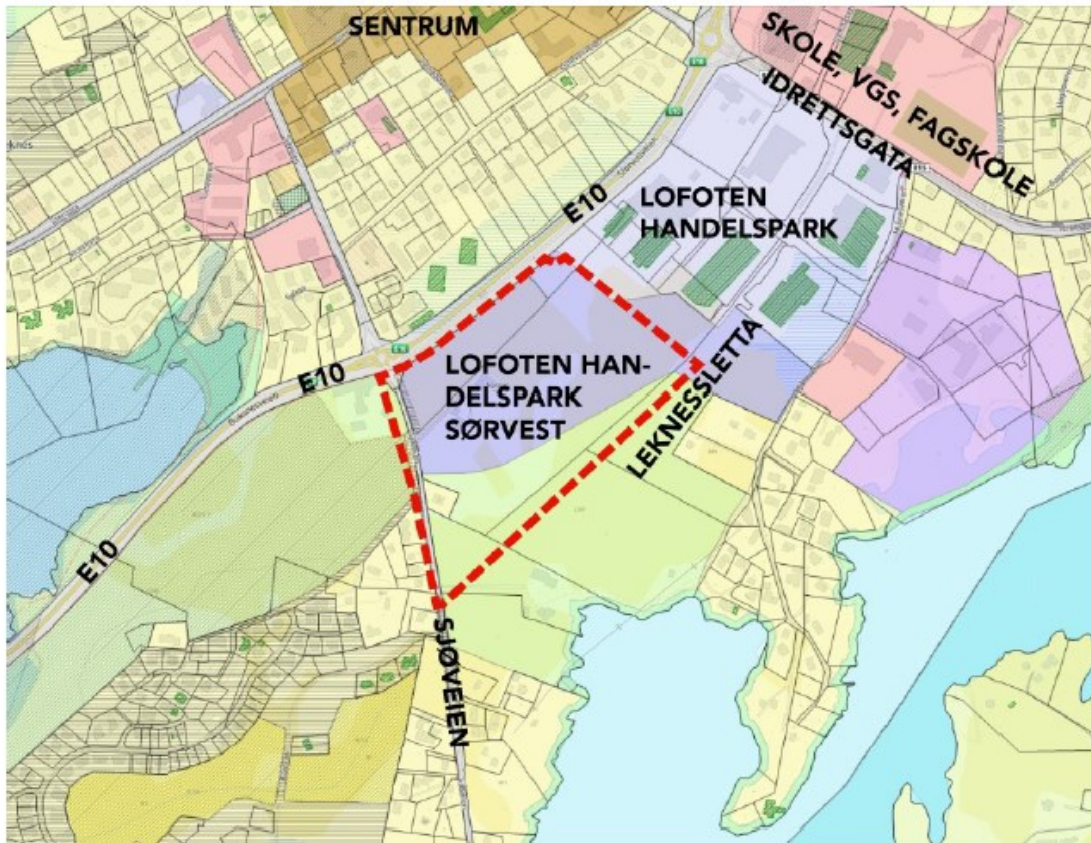 SENTRUM
SKOLE, VGS, FAGSKOLE
IDRETTSGATA
E10
LOFOTEN
HANDELSPARK
E10
LOFOTEN HAN-
DELSPARK
SØRVEST
LEKNESSLETTA
E10
SJØVEIEN